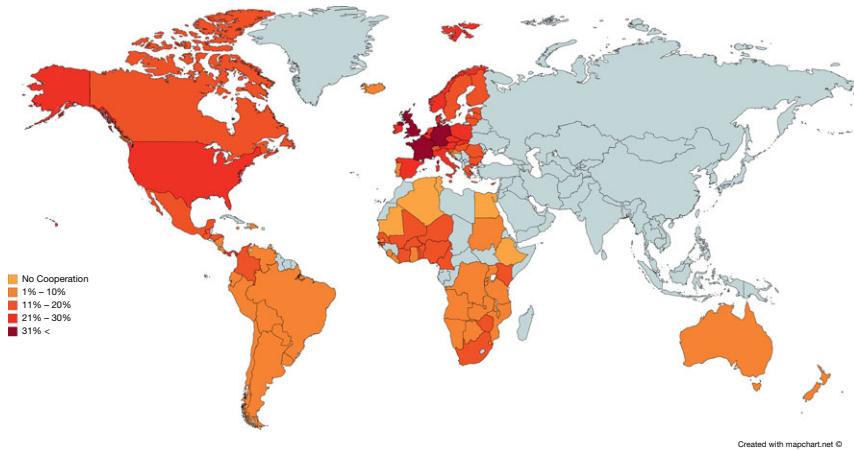 No Cooperation
1% – 10%
11% – 20%
21% – 30%
31% <
Created with mapchart.net ©